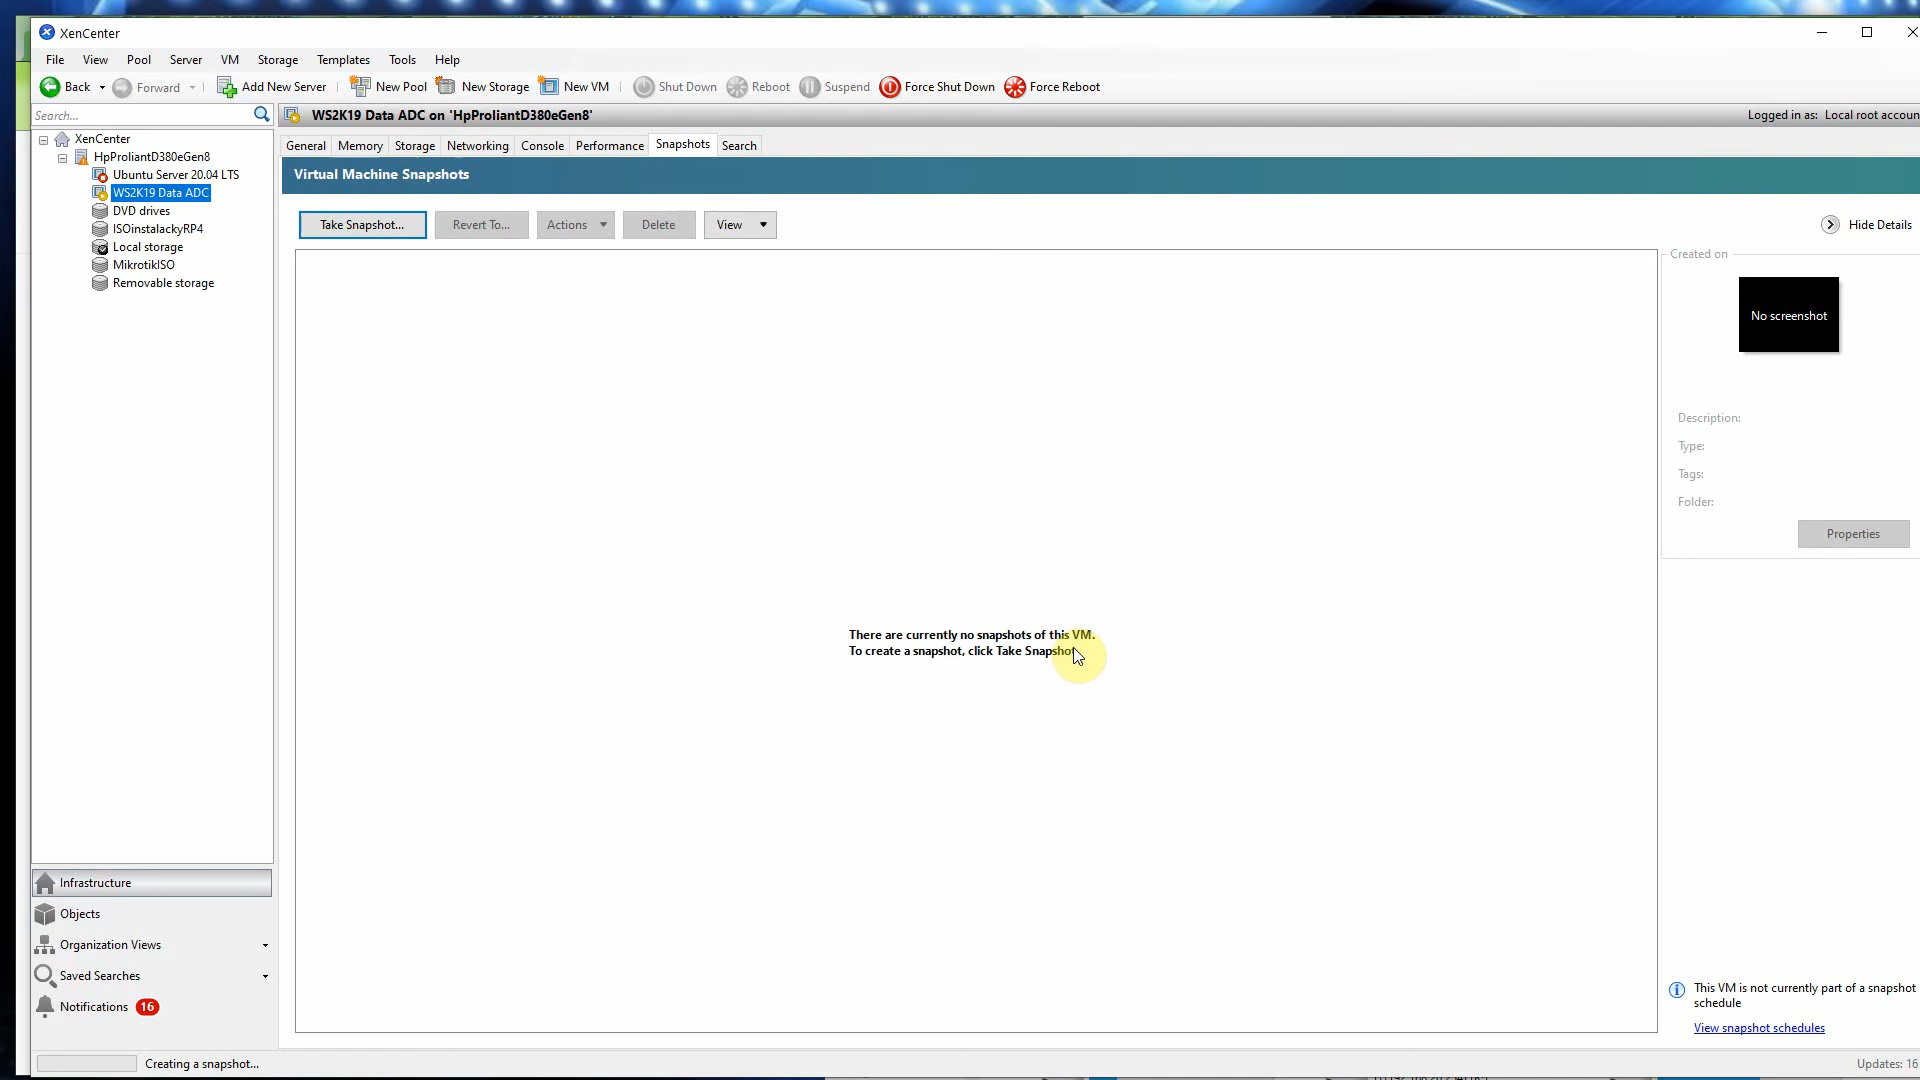 XenCenter
File View Pool Server VM Storage Templates Tools Help
Back Forward Add New Server New Pool New Storage New VM Shut Down Reboot Suspend Force Shut Down Force Reboot
Search...
WS2K19 Data ADC on 'HpProliantD380eGen8'
Logged in as: Local root accoun
XenCenter
HpProliantD380eGen8
Ubuntu Server 20.04 LTS
WS2K19 Data ADC
DVD drives
ISOinstalackyRP4
Local storage
MikrotikISO
Removable storage
General Memory Storage Networking Console Performance Snapshots Search
Virtual Machine Snapshots
Take Snapshot... Revert To... Actions Delete View
Hide Details
Created on
No screenshot
Description:
Type:
Tags:
Folder:
Properties
There are currently no snapshots of this VM.
To create a snapshot, click Take Snapshot
This VM is not currently part of a snapshot
schedule
View snapshot schedules
Infrastructure
Objects
Organization Views
Saved Searches
Notifications 16
Creating a snapshot...
Updates: 16